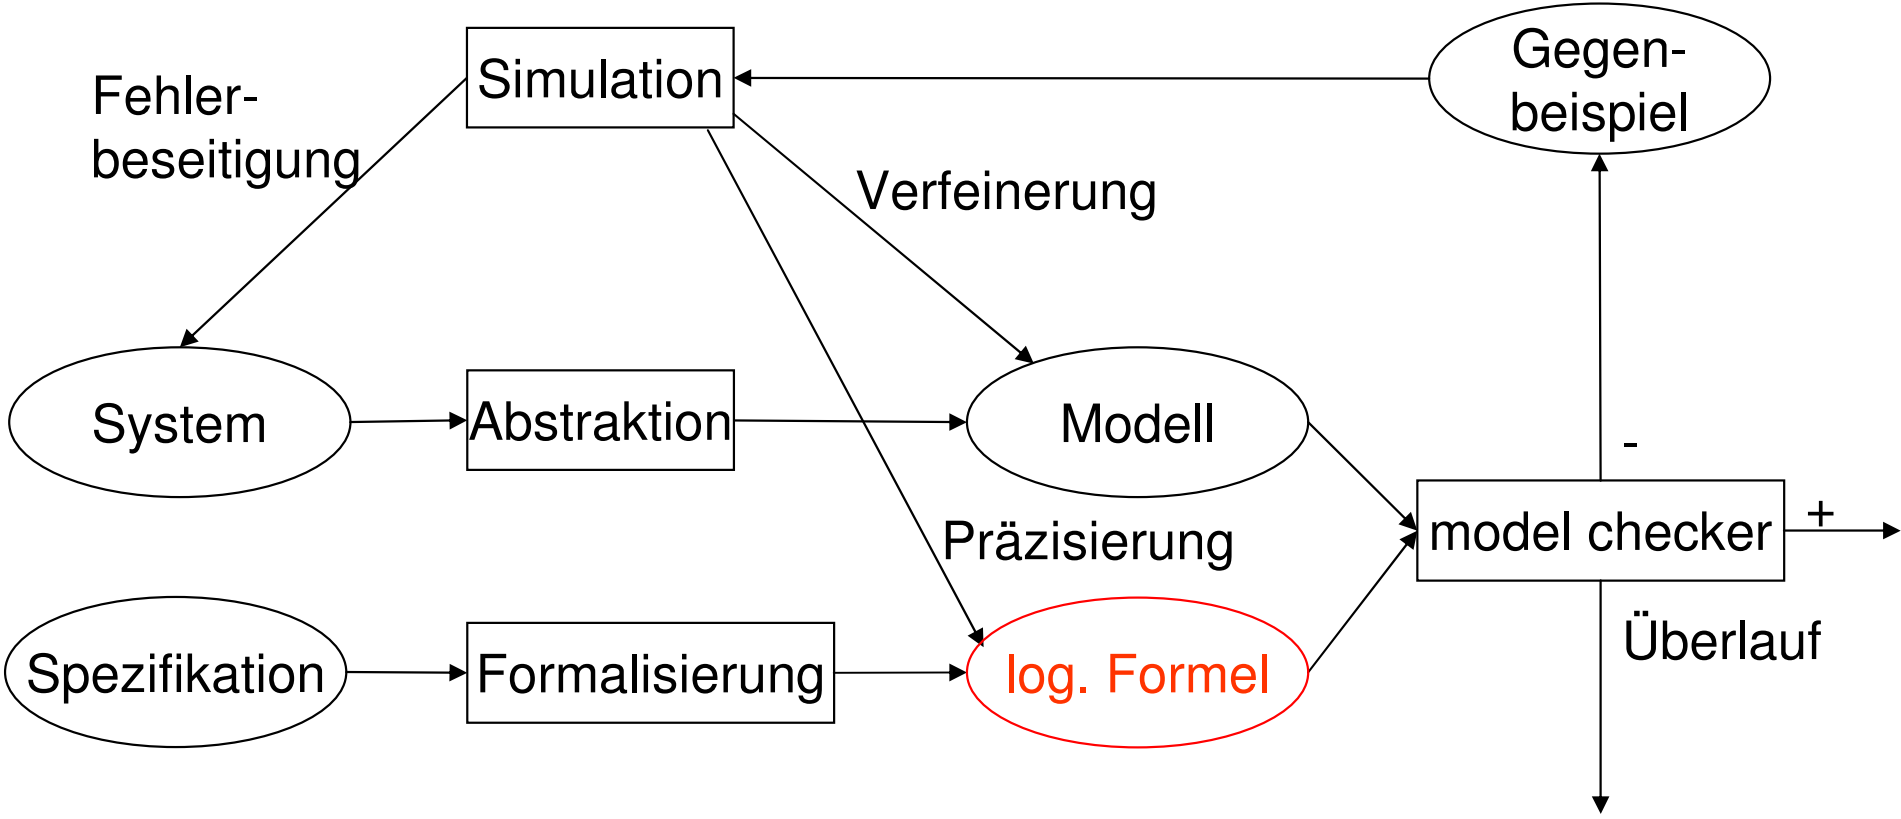 Fehler-
beseitigung
Simulation
Gegen-
beispiel
Verfeinerung
System
Abstraktion
Modell
-
model checker
+
Präzisierung
Überlauf
Spezifikation
Formalisierung
log. Formel